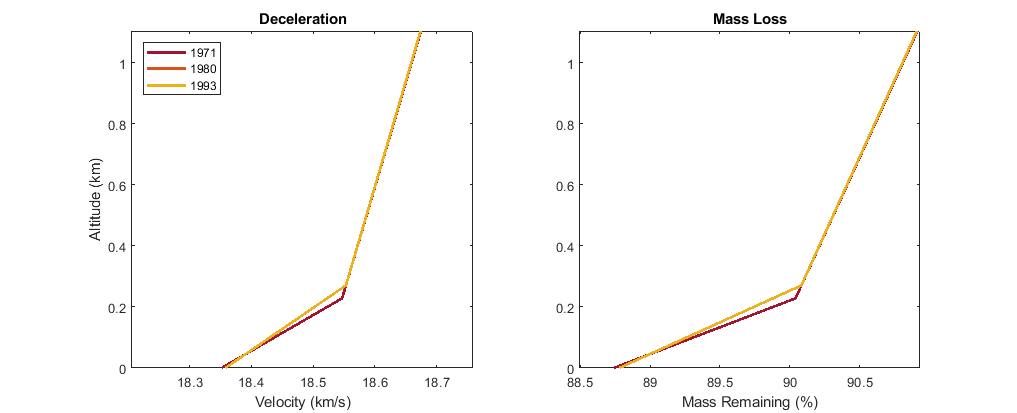 Deceleration
1971
1980
1993
1
0.8
0.6
0.4
0.2
0
Altitude (km)
18.3 18.4 18.5 18.6 18.7
Velocity (km/s)
Mass Loss
1
0.8
0.6
0.4
0.2
0
88.5 89 89.5 90 90.5
Mass Remaining (%)